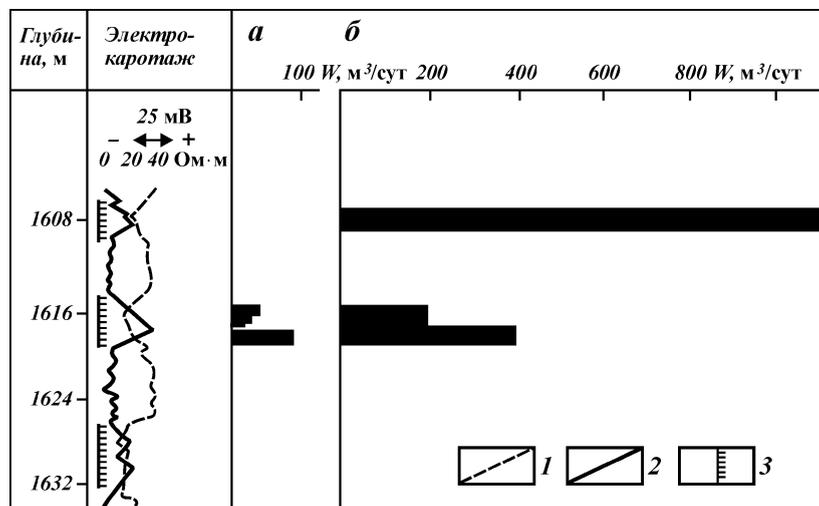 Глуби-
на, м
Электро-
каротаж
а
б
100 W, м³/сут 200 400 600 800 W, м³/сут
25 мВ
– +
0 20 40 Ом·м
1608
1616
1624
1632
1 2 3